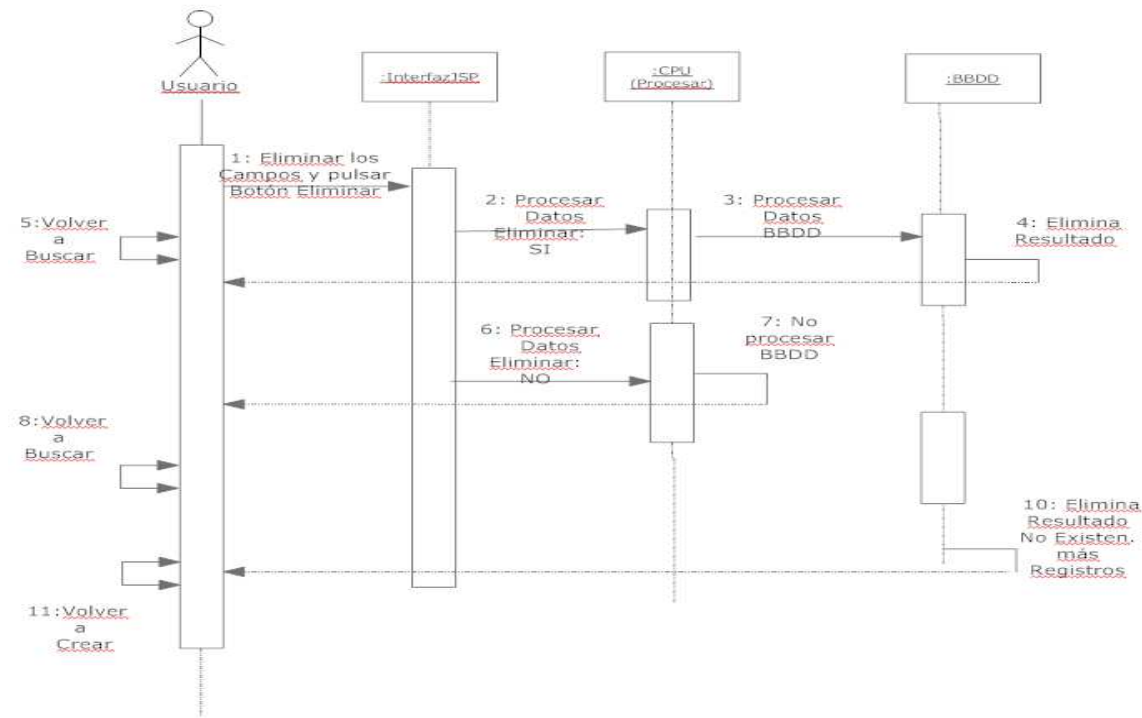 Usuario
:InterfazJSP
:CPU
(Procesar)
:BBDD
1: Eliminar los
Campos y pulsar
Botón Eliminar
2: Procesar
Datos
Eliminar:
SI
3: Procesar
Datos
BBDD
4: Elimina
Resultado
5:Volver
a
Buscar
6: Procesar
Datos
Eliminar:
NO
7: No
procesar
BBDD
8:Volver
a
Buscar
10: Elimina
Resultado
No Existen.
más
Registros
11:Volver
a
Crear